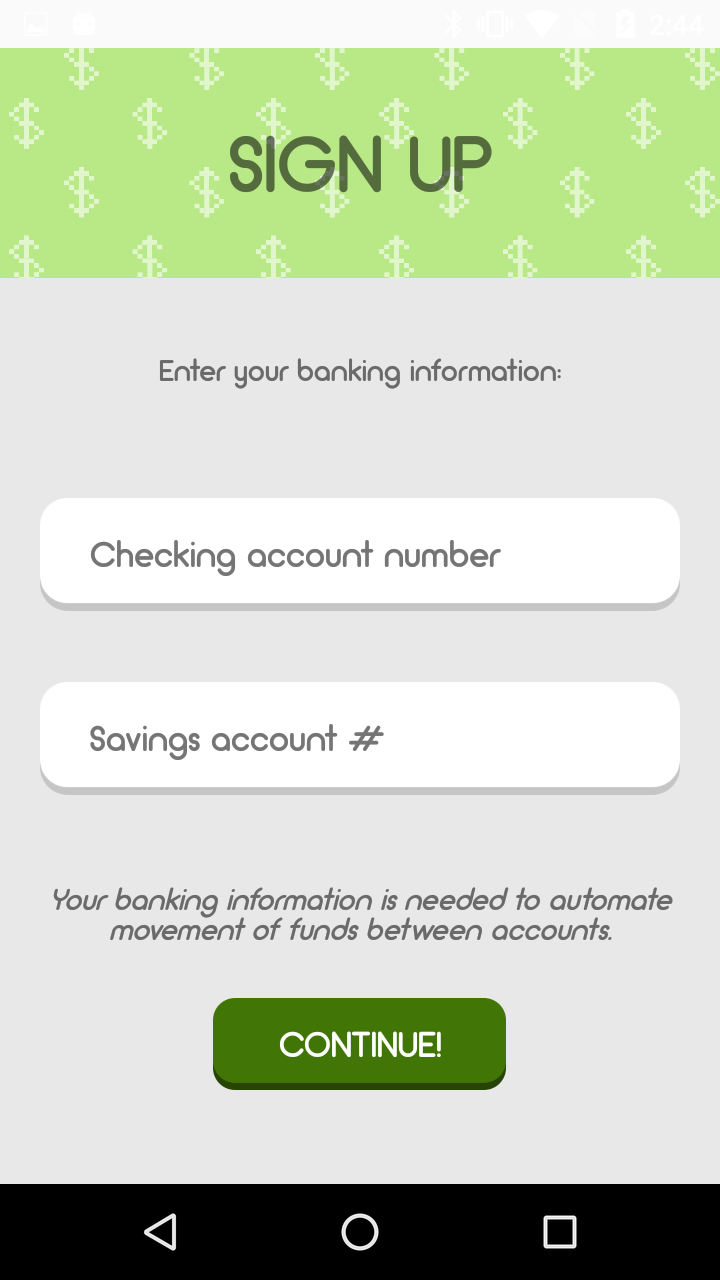 2:44
SIGN UP
Enter your banking information:
Checking account number
Savings account #
Your banking information is needed to automate
movement of funds between accounts.
CONTINUE!